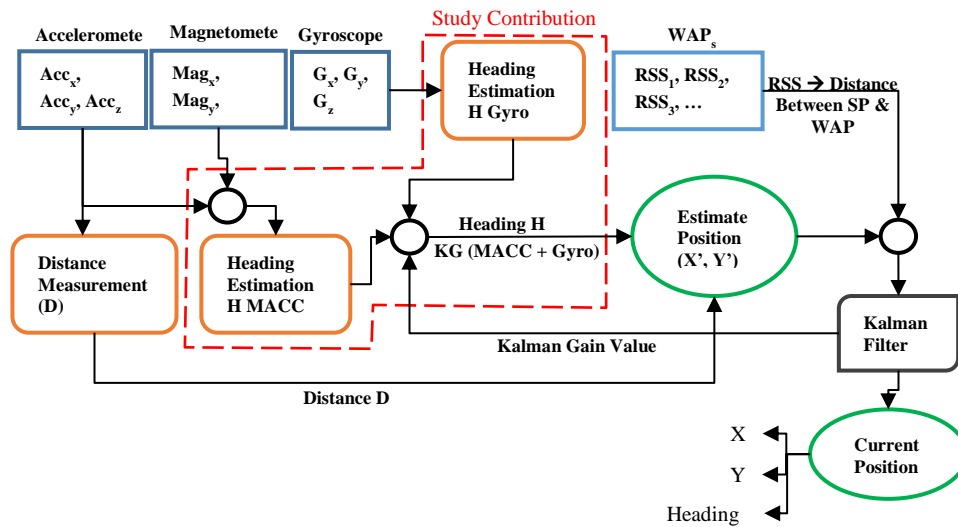 Study Contribution
Acceleromete
Magnetomete
Gyroscope
WAPs
Accx,
Accy, Accz
Magx,
Magy,
Gx, Gy,
Gz
Heading
Estimation
H Gyro
RSS1, RSS2,
RSS3, …
RSS → Distance
Between SP &
WAP
Distance
Measurement
(D)
Heading
Estimation
H MACC
Heading H
KG (MACC + Gyro)
Estimate
Position
(X’, Y’)
Kalman
Filter
Kalman Gain Value
Distance D
Current
Position
X
Y
Heading